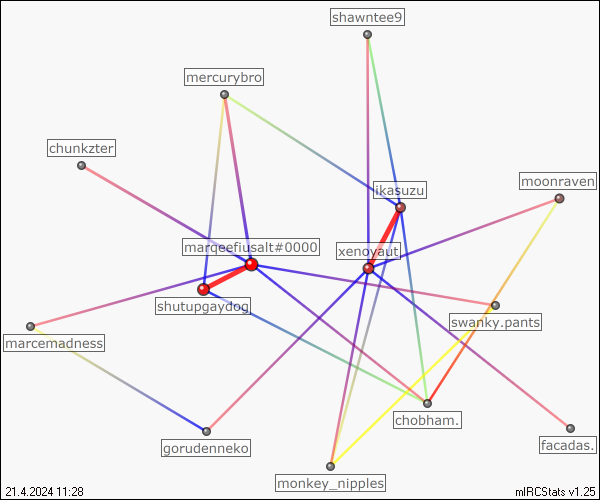 shawntee9
mercurybro
chunkzter
moonraven
ikasuzu
marqeefiusalt#0000
xenoyaut
shutupgaydog
swanky.pants
marcemadness
chobham.
gorudenneko
facadas.
monkey_nipples
21.4.2024 11:28
mIRCStats v1.25